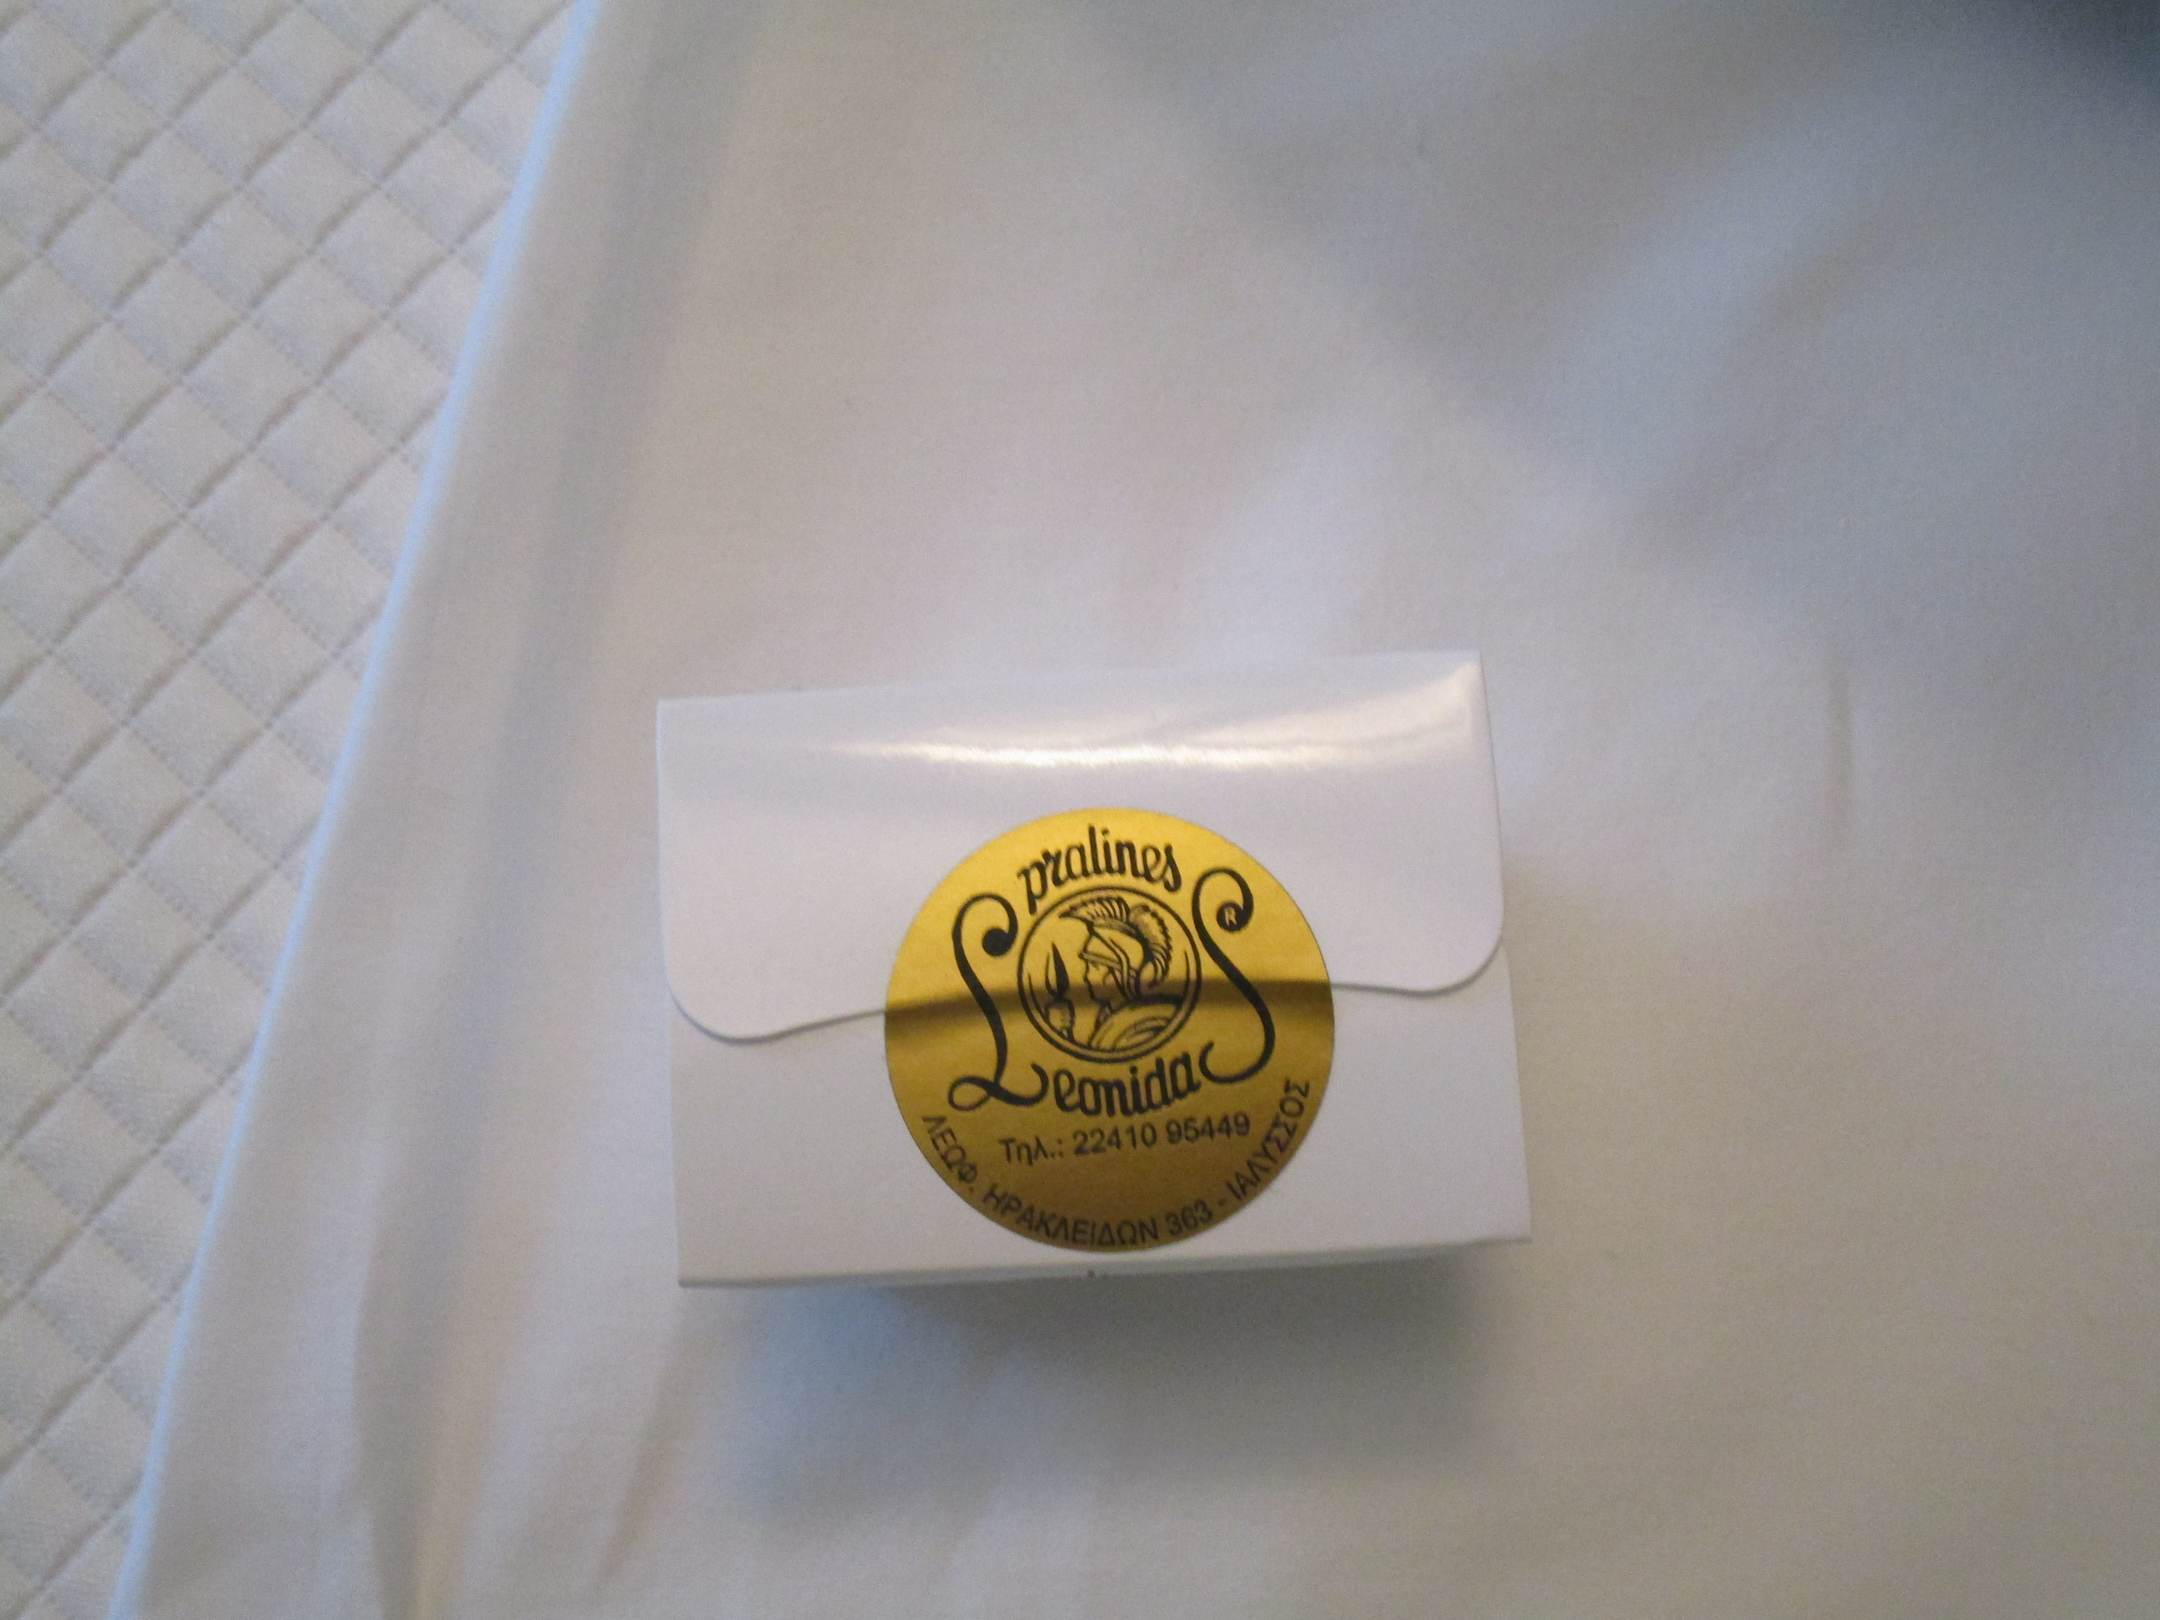 pralines
LeonidaS ®
Τηλ.: 22410 95449
ΛΕΩΦ. ΗΡΑΚΛΕΙΔΩΝ 363 - ΙΑΛΥΣΣΟΣ